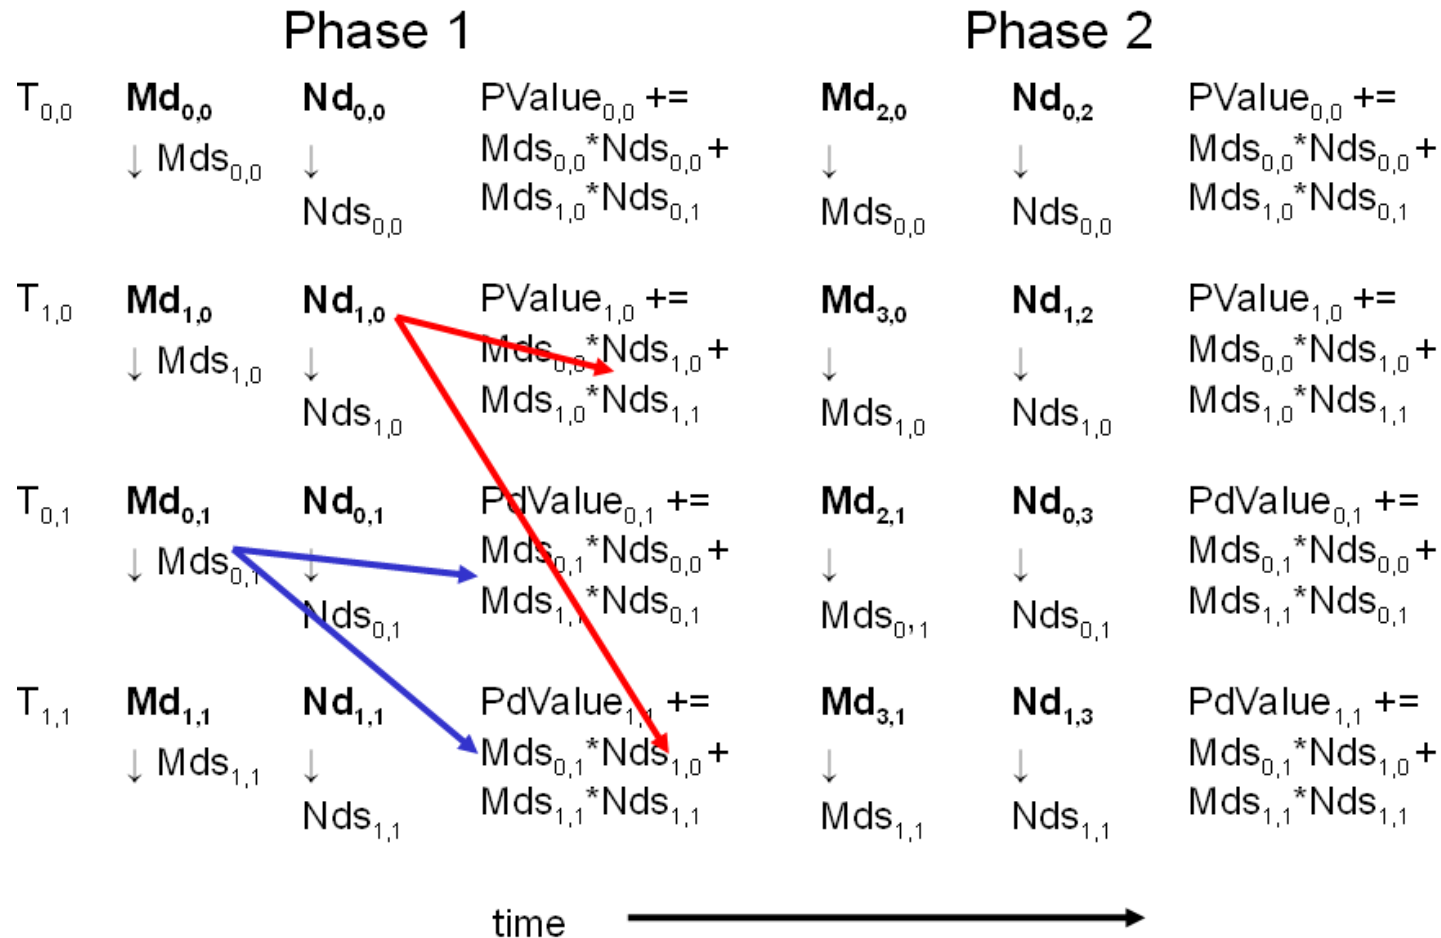 Phase 1 Phase 2
T0,0 Md0,0 Nd0,0 PValue0,0 += Md2,0 Nd0,2 PValue0,0 +=
↓ Mds0,0 ↓ Mds0,0*Nds0,0 + ↓ ↓ Mds0,0*Nds0,0 +
Nds0,0 Mds1,0*Nds0,1 Mds0,0 Nds0,0 Mds1,0*Nds0,1
T1,0 Md1,0 Nd1,0 PValue1,0 += Md3,0 Nd1,2 PValue1,0 +=
↓ Mds1,0 ↓ Mds0,0*Nds1,0 + ↓ ↓ Mds0,0*Nds1,0 +
Nds1,0 Mds1,0*Nds1,1 Mds1,0 Nds1,0 Mds1,0*Nds1,1
T0,1 Md0,1 Nd0,1 PdValue0,1 += Md2,1 Nd0,3 PdValue0,1 +=
↓ Mds0,1 ↓ Mds0,1*Nds0,0 + ↓ ↓ Mds0,1*Nds0,0 +
Nds0,1 Mds1,1*Nds0,1 Mds0,1 Nds0,1 Mds1,1*Nds0,1
T1,1 Md1,1 Nd1,1 PdValue1,1 += Md3,1 Nd1,3 PdValue1,1 +=
↓ Mds1,1 ↓ Mds0,1*Nds1,0 + ↓ ↓ Mds0,1*Nds1,0 +
Nds1,1 Mds1,1*Nds1,1 Mds1,1 Nds1,1 Mds1,1*Nds1,1
time